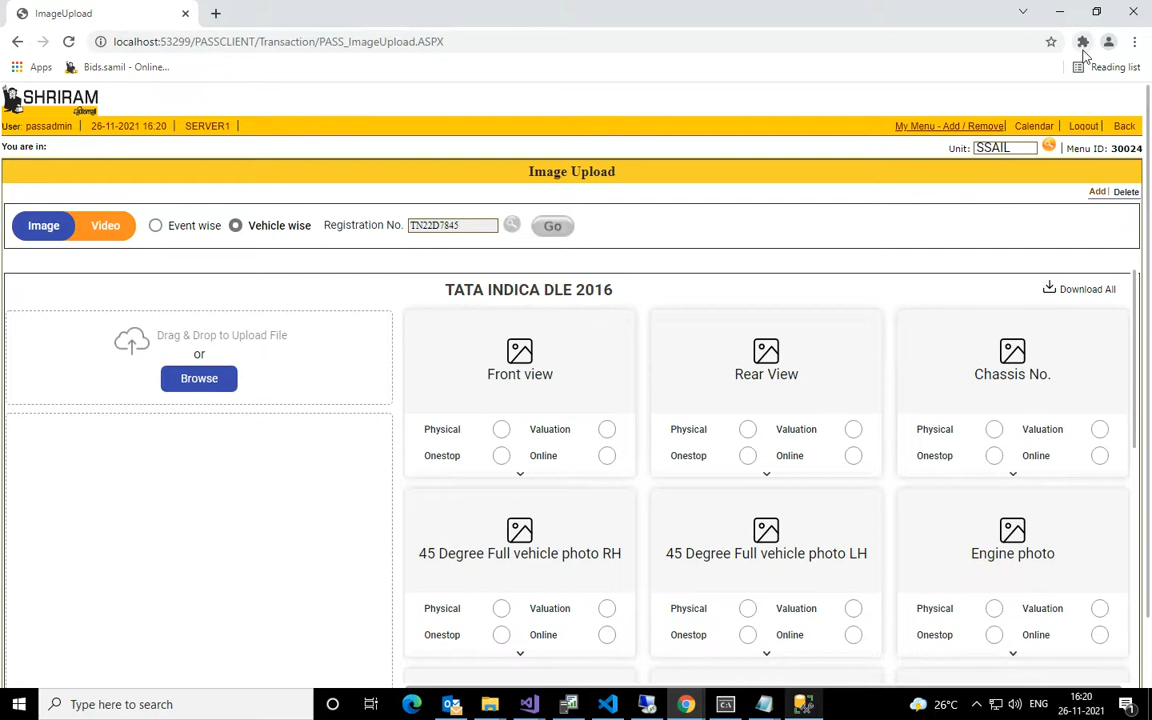 ImageUpload
localhost:53299/PASSCLIENT/Transaction/PASS_ImageUpload.ASPX
Apps Bids.samil - Online... Reading list
SHRIRAM
User: passadmin | 26-11-2021 16:20 | SERVER1 | My Menu - Add / Remove | Calendar | Logout | Back
You are in: Unit: SSAIL | Menu ID: 30024
Image Upload
Add | Delete
Image Video Event wise Vehicle wise Registration No. TN22D7845 Go
TATA INDICA DLE 2016 Download All
Drag & Drop to Upload File
or
Browse
Front view Rear View Chassis No.
Physical Valuation Physical Valuation Physical Valuation
Onestop Online Onestop Online Onestop Online
45 Degree Full vehicle photo RH 45 Degree Full vehicle photo LH Engine photo
Physical Valuation Physical Valuation Physical Valuation
Onestop Online Onestop Online Onestop Online
Type here to search 26°C ENG 16:20
26-11-2021 1